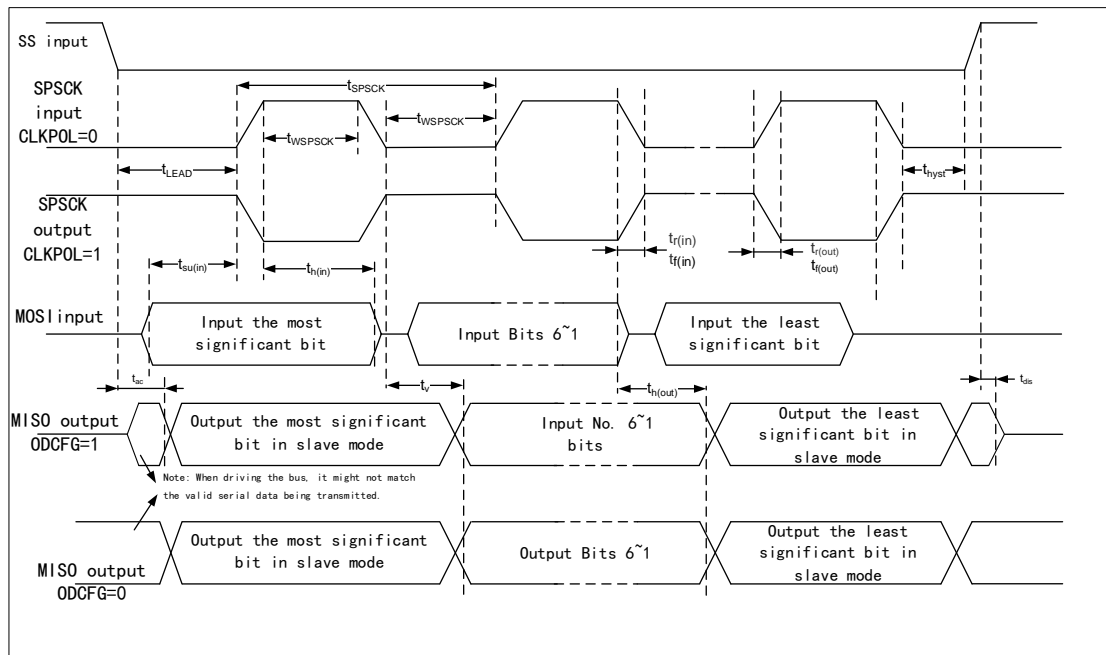 SS input
SPSCK
input
CLKPOL=0
tSPSCK
tWSPSCK
tWSPSCK
tLEAD
thyst
SPSCK
output
CLKPOL=1
tsu(in)
th(in)
tr(in)
tf(in)
tr(out)
tf(out)
MOSI input
Input the most
significant bit
Input Bits 6~1
Input the least
significant bit
tac
tv
th(out)
tdis
MISO output
ODCFG=1
Output the most significant
bit in slave mode
Input No. 6~1
bits
Output the least
significant bit in
slave mode
Note: When driving the bus, it might not match
the valid serial data being transmitted.
MISO output
ODCFG=0
Output the most significant
bit in slave mode
Output Bits 6~1
Output the least
significant bit in
slave mode